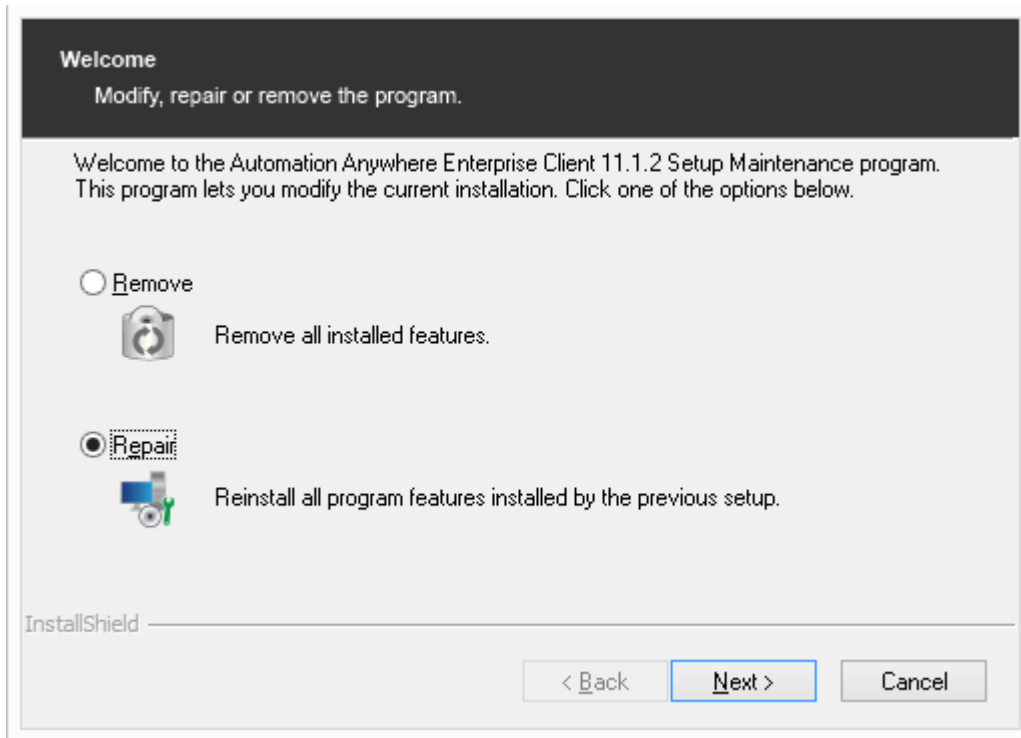 Welcome
Modify, repair or remove the program.
Welcome to the Automation Anywhere Enterprise Client 11.1.2 Setup Maintenance program.
This program lets you modify the current installation. Click one of the options below.
Remove
Remove all installed features.
Repair
Reinstall all program features installed by the previous setup.
InstallShield
< Back
Next >
Cancel